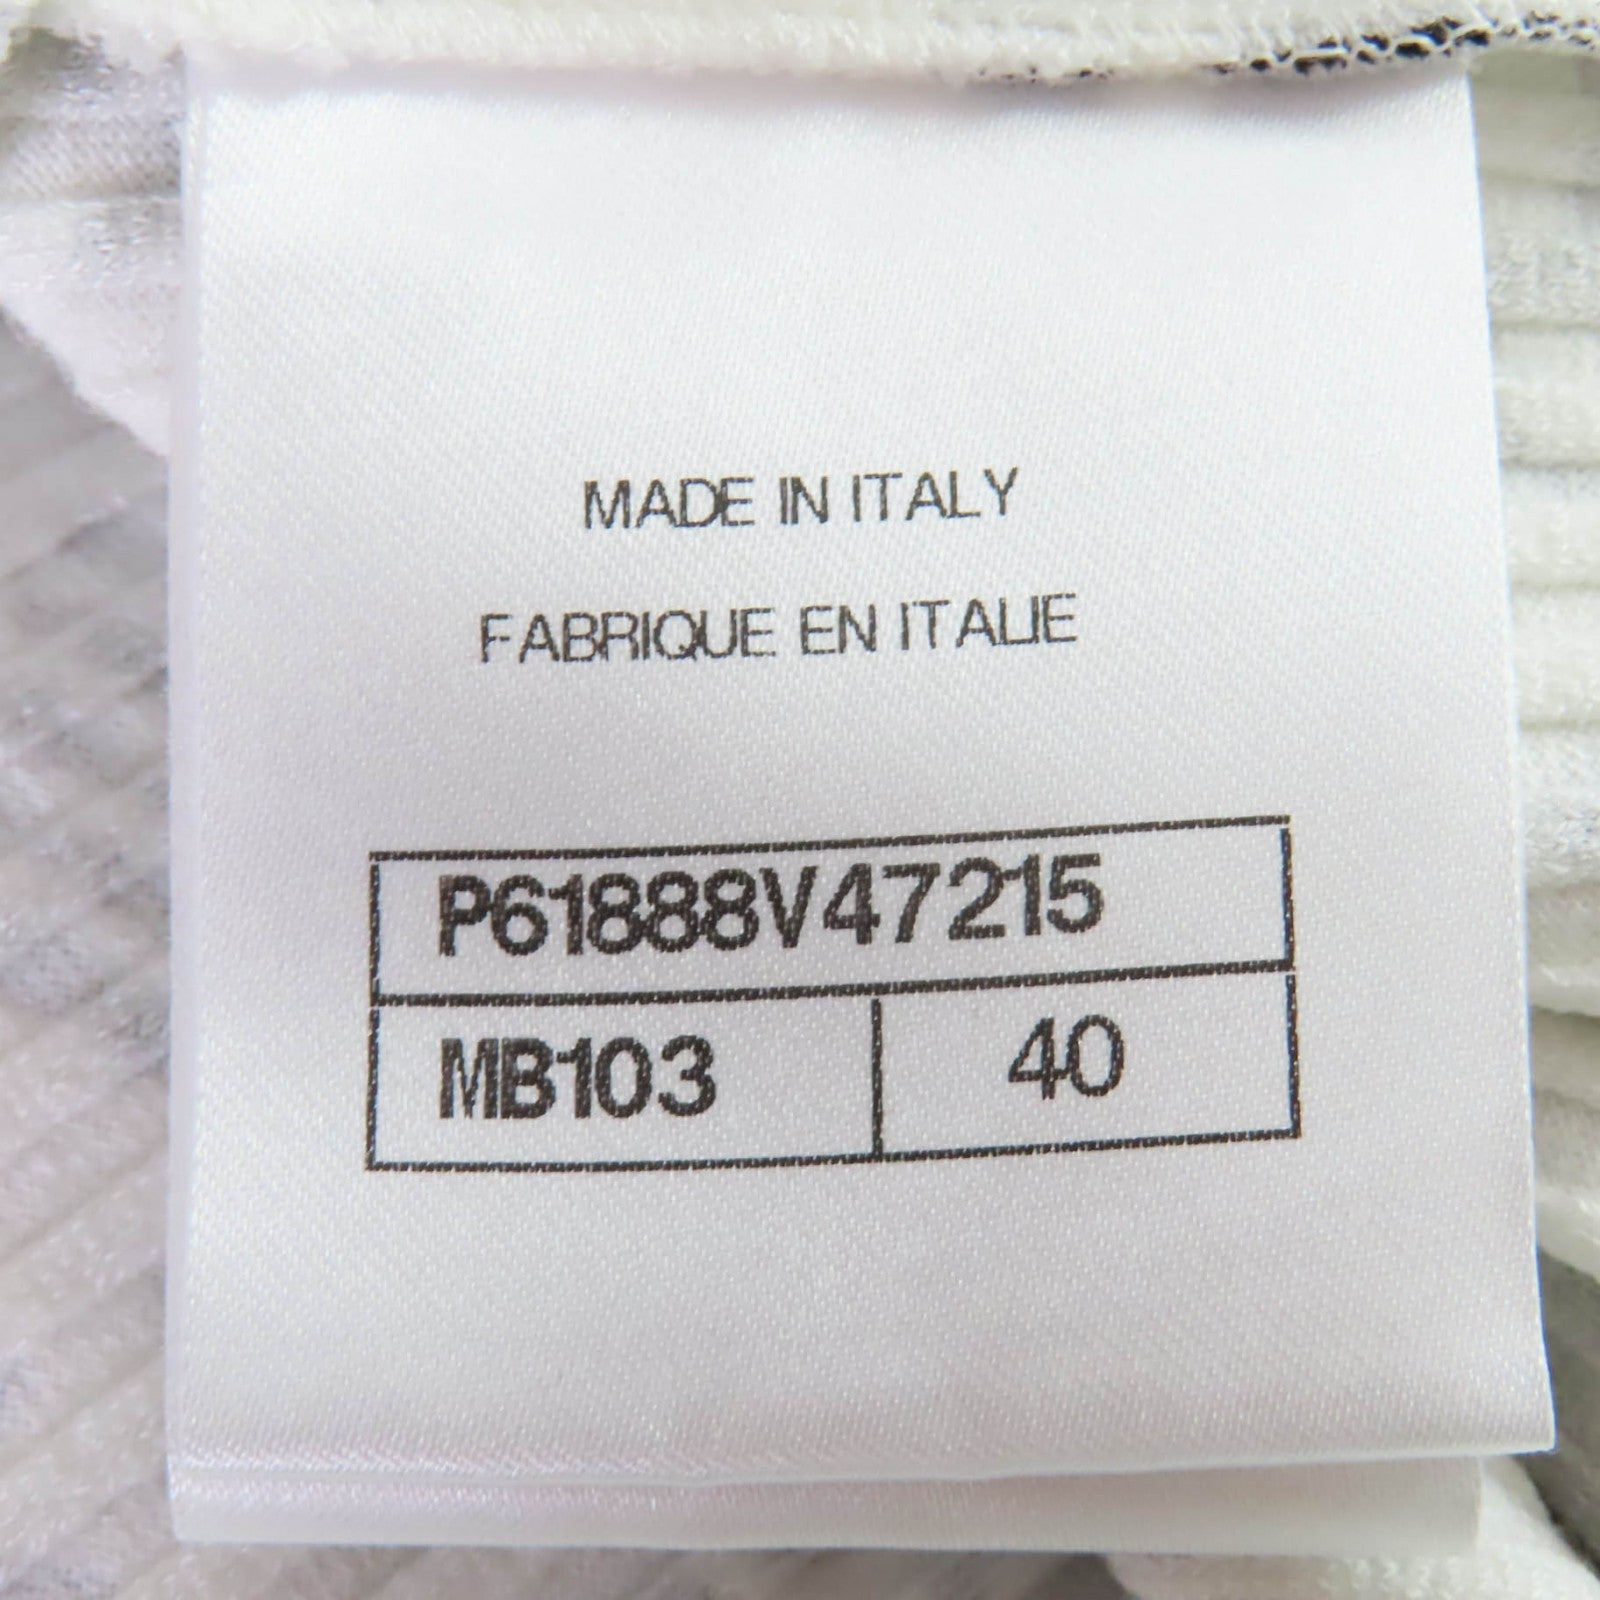 MADE IN ITALY
FABRIQUE EN ITALIE
P61888V47215
MB103 40